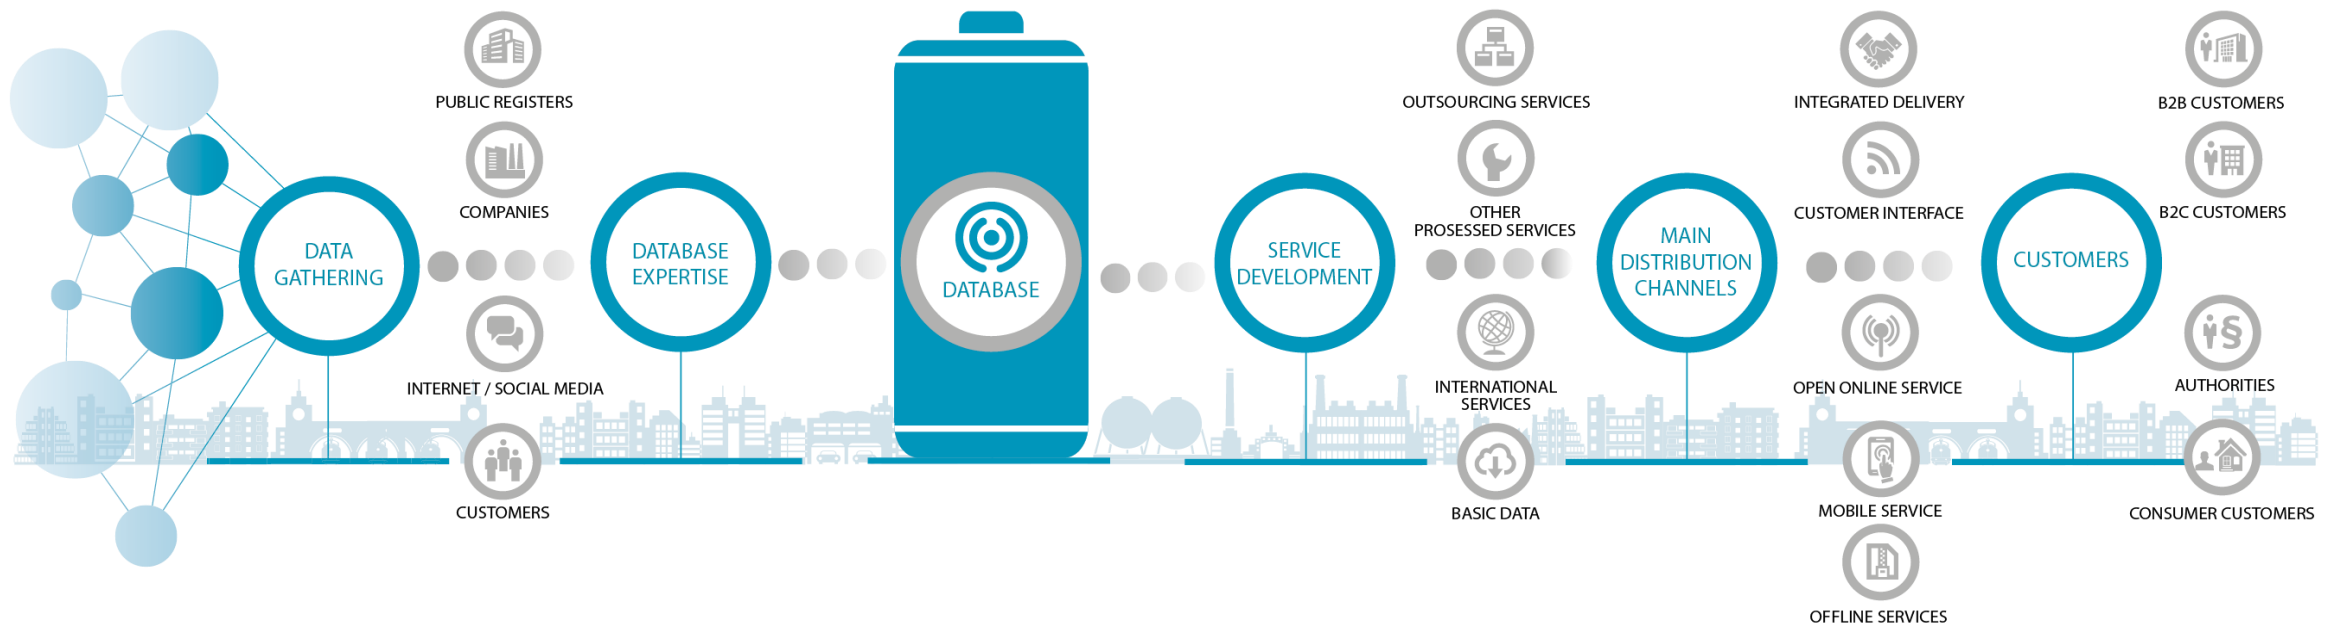 DATA
GATHERING
PUBLIC REGISTERS
COMPANIES
INTERNET / SOCIAL MEDIA
CUSTOMERS
DATABASE
EXPERTISE
DATABASE
SERVICE
DEVELOPMENT
OUTSOURCING SERVICES
OTHER
PROSESSED SERVICES
INTERNATIONAL
SERVICES
BASIC DATA
MAIN
DISTRIBUTION
CHANNELS
INTEGRATED DELIVERY
CUSTOMER INTERFACE
OPEN ONLINE SERVICE
MOBILE SERVICE
OFFLINE SERVICES
CUSTOMERS
B2B CUSTOMERS
B2C CUSTOMERS
§
AUTHORITIES
CONSUMER CUSTOMERS